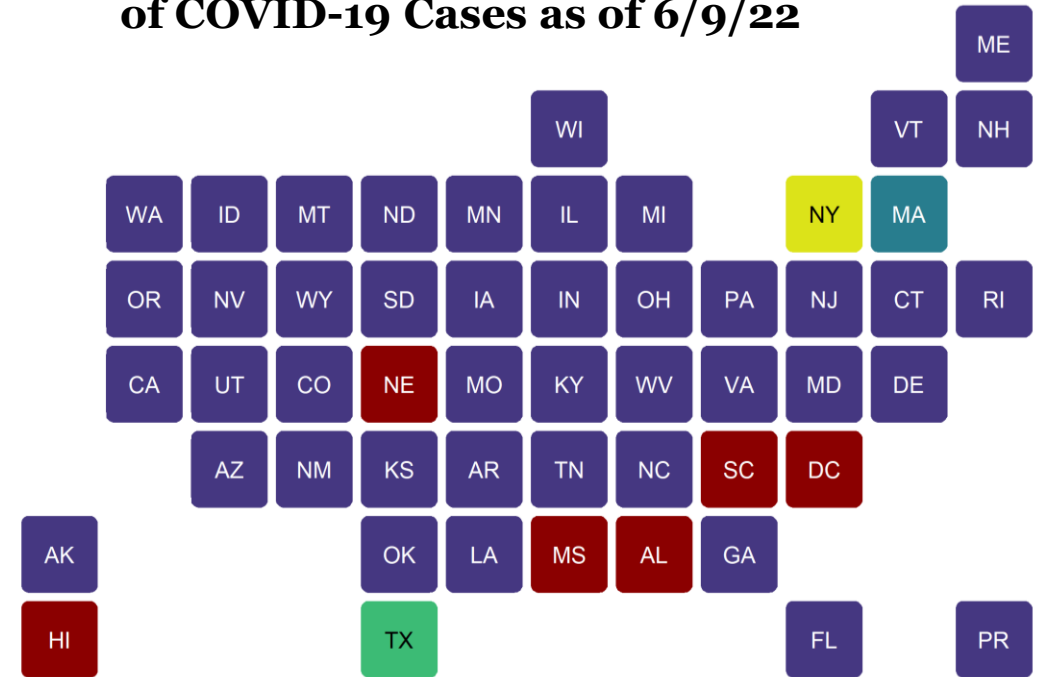 of COVID-19 Cases as of 6/9/22
ME
WI VT NH
WA ID MT ND MN IL MI NY MA
OR NV WY SD IA IN OH PA NJ CT RI
CA UT CO NE MO KY WV VA MD DE
AZ NM KS AR TN NC SC DC
AK OK LA MS AL GA
HI TX FL PR